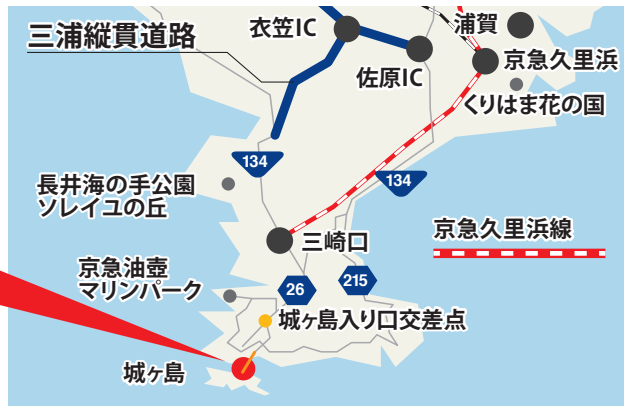 浦賀
衣笠IC
三浦縦貫道路
京急久里浜
佐原IC
くりはま花の国
134
134
長井海の手公園
ソレイユの丘
京急久里浜線
三崎口
京急油壺
マリンパーク
26
215
城ヶ島入り口交差点
城ヶ島